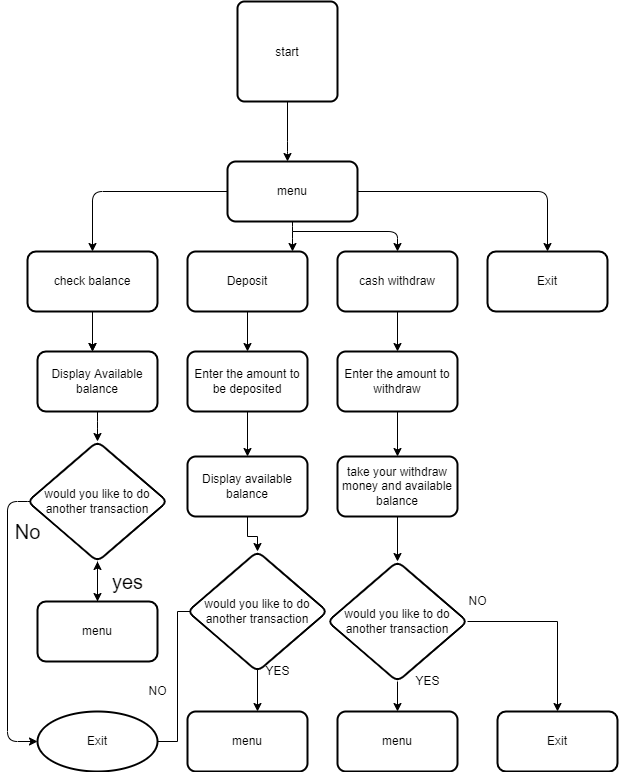 start
menu
check balance
Deposit
cash withdraw
Exit
Display Available
balance
Enter the amount to
be deposited
Enter the amount to
withdraw
Display available
balance
take your withdraw
money and available
balance
would you like to do
another transaction
No
yes
would you like to do
another transaction
would you like to do
another transaction
NO
menu
YES
YES
NO
Exit
menu
menu
Exit